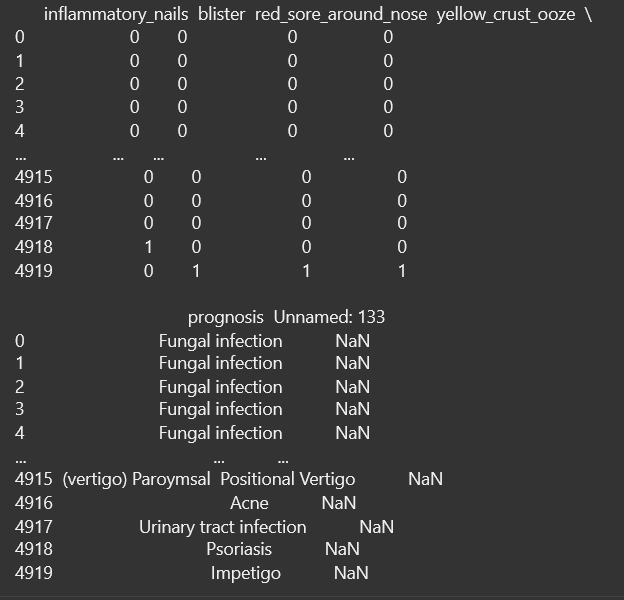 inflammatory_nails blister red_sore_around_nose yellow_crust_ooze \
0 0 0 0 0
1 0 0 0 0
2 0 0 0 0
3 0 0 0 0
4 0 0 0 0
... ... ... ... ...
4915 0 0 0 0
4916 0 0 0 0
4917 0 0 0 0
4918 1 0 0 0
4919 0 1 1 1
prognosis Unnamed: 133
0 Fungal infection NaN
1 Fungal infection NaN
2 Fungal infection NaN
3 Fungal infection NaN
4 Fungal infection NaN
... ... ...
4915 (vertigo) Paroymsal Positional Vertigo NaN
4916 Acne NaN
4917 Urinary tract infection NaN
4918 Psoriasis NaN
4919 Impetigo NaN